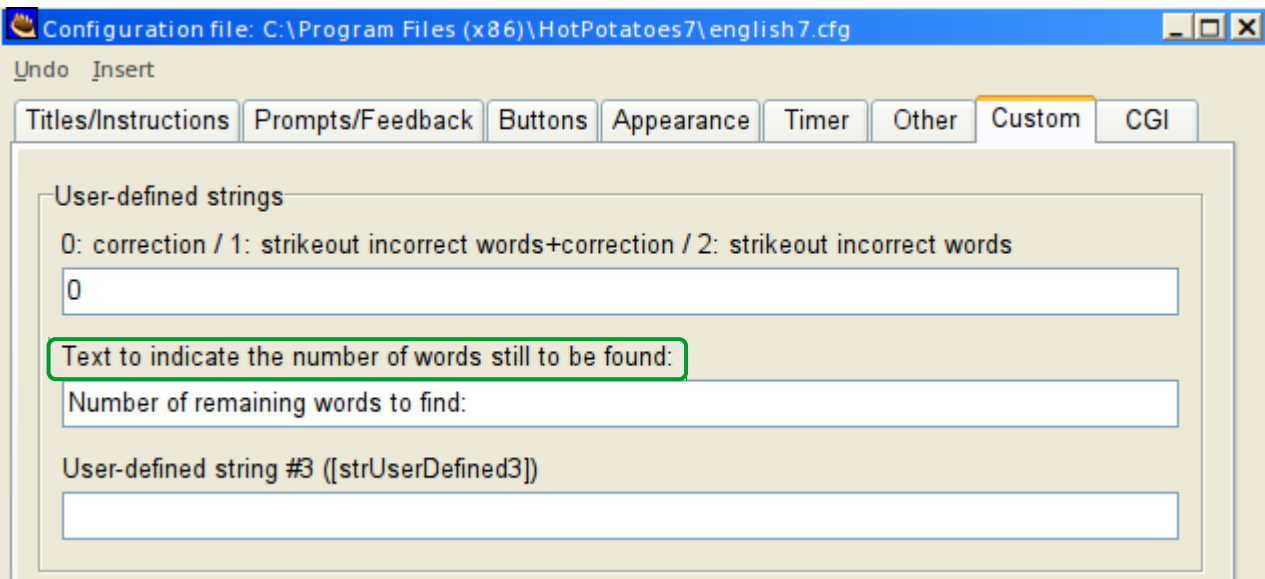 Configuration file: C:\Program Files (x86)\HotPotatoes7\english7.cfg
Undo Insert
Titles/Instructions Prompts/Feedback Buttons Appearance Timer Other Custom CGI
User-defined strings
0: correction / 1: strikeout incorrect words+correction / 2: strikeout incorrect words
0
Text to indicate the number of words still to be found:
Number of remaining words to find:
User-defined string #3 ([strUserDefined3])